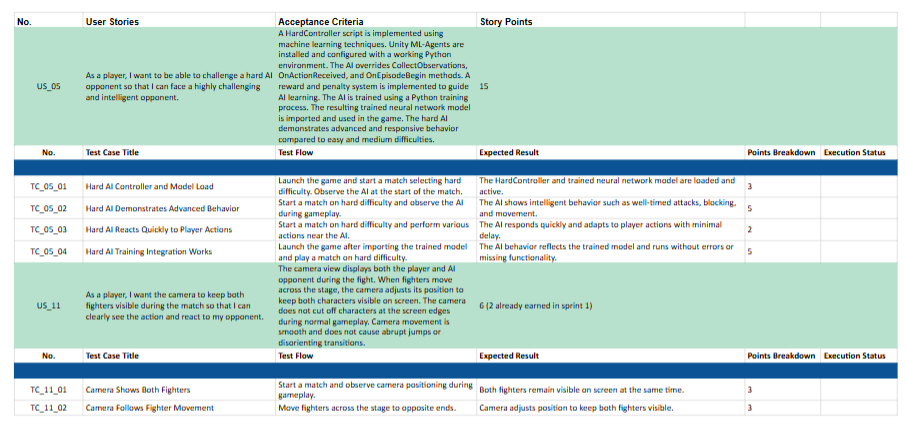 No. User Stories Acceptance Criteria Story Points
US_05
As a player, I want to be able to challenge a hard AI
opponent so that I can face a highly challenging
and intelligent opponent.
A HardController script is implemented using
machine learning techniques. Unity ML-Agents are
installed and configured with a working Python
environment. The AI overrides CollectObservations,
OnActionReceived, and OnEpisodeBegin methods. A
reward and penalty system is implemented to guide
AI learning. The AI is trained using a Python training
process. The resulting trained neural network model
is imported and used in the game. The hard AI
demonstrates advanced and responsive behavior
compared to easy and medium difficulties.
15
No. Test Case Title Test Flow Expected Result Points Breakdown Execution Status
TC_05_01 Hard AI Controller and Model Load
Launch the game and start a match selecting hard
difficulty. Observe the AI at the start of the match.
The HardController and trained neural network model are loaded and
active.
3
TC_05_02 Hard AI Demonstrates Advanced Behavior
Start a match on hard difficulty and observe the AI
during gameplay.
The AI shows intelligent behavior such as well-timed attacks, blocking,
and movement.
5
TC_05_03 Hard AI Reacts Quickly to Player Actions
Start a match on hard difficulty and perform various
actions near the AI.
The AI responds quickly and adapts to player actions with minimal
delay.
2
TC_05_04 Hard AI Training Integration Works
Launch the game after importing the trained model
and play a match on hard difficulty.
The AI behavior reflects the trained model and runs without errors or
missing functionality.
5
US_11
As a player, I want the camera to keep both
fighters visible during the match so that I can
clearly see the action and react to my opponent.
The camera view displays both the player and AI
opponent during the fight. When fighters move
across the stage, the camera adjusts its position to
keep both characters visible on screen. The camera
does not cut off characters at the screen edges
during normal gameplay. Camera movement is
smooth and does not cause abrupt jumps or
disorienting transitions.
6 (2 already earned in sprint 1)
No. Test Case Title Test Flow Expected Result Points Breakdown Execution Status
TC_11_01 Camera Shows Both Fighters
Start a match and observe camera positioning during
gameplay.
Both fighters remain visible on screen at the same time.
3
TC_11_02 Camera Follows Fighter Movement Move fighters across the stage to opposite ends. Camera adjusts position to keep both fighters visible. 3